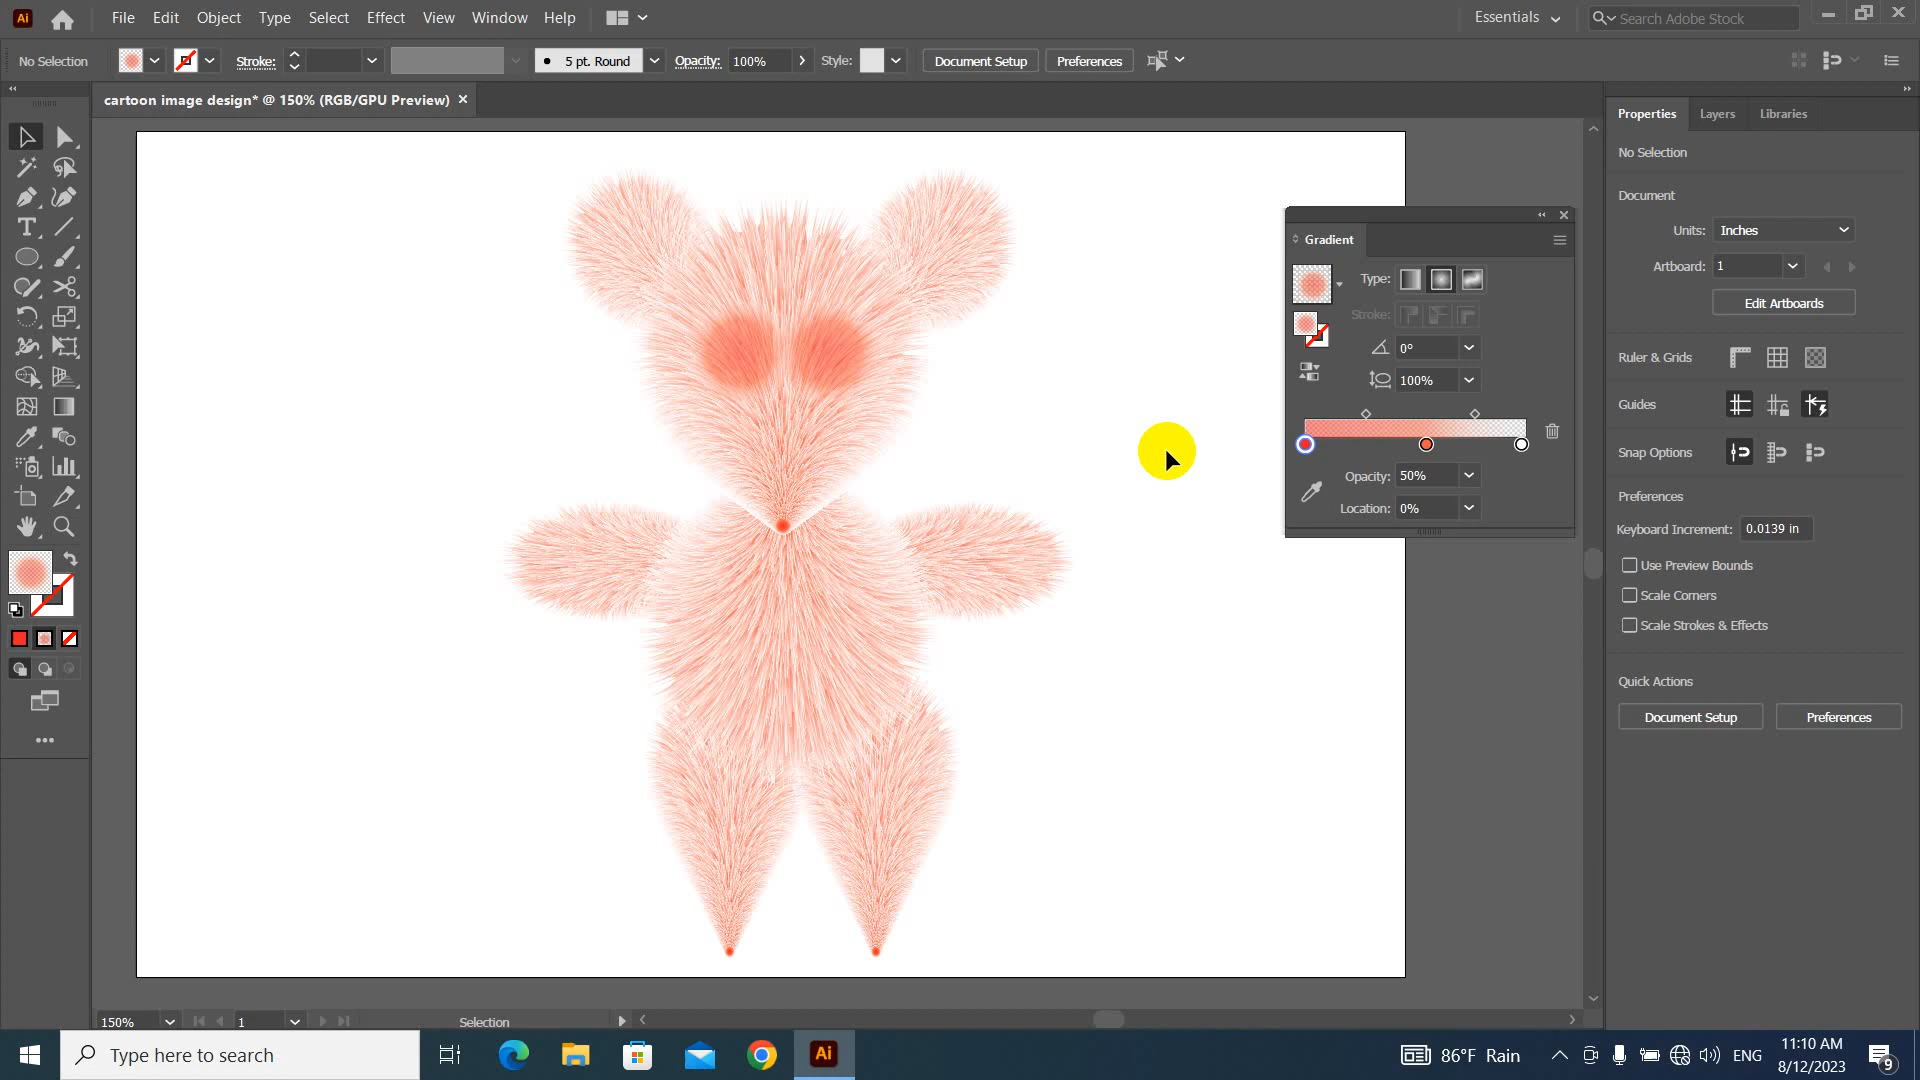 Ai File Edit Object Type Select Effect View Window Help Essentials Search Adobe Stock
No Selection Stroke: 5 pt. Round Opacity: 100% Style: Document Setup Preferences
cartoon image design* @ 150% (RGB/GPU Preview) ×
Properties Layers Libraries
No Selection
Document
Units: Inches
Artboard: 1
Edit Artboards
Ruler & Grids
Guides
Snap Options
Preferences
Keyboard Increment: 0.0139 in
Use Preview Bounds
Scale Corners
Scale Strokes & Effects
Quick Actions
Document Setup Preferences
Gradient
Type:
Stroke:
0°
100%
Opacity: 50%
Location: 0%
150% 1 Selection
Type here to search
Ai
86°F Rain
ENG
11:10 AM
8/12/2023
9